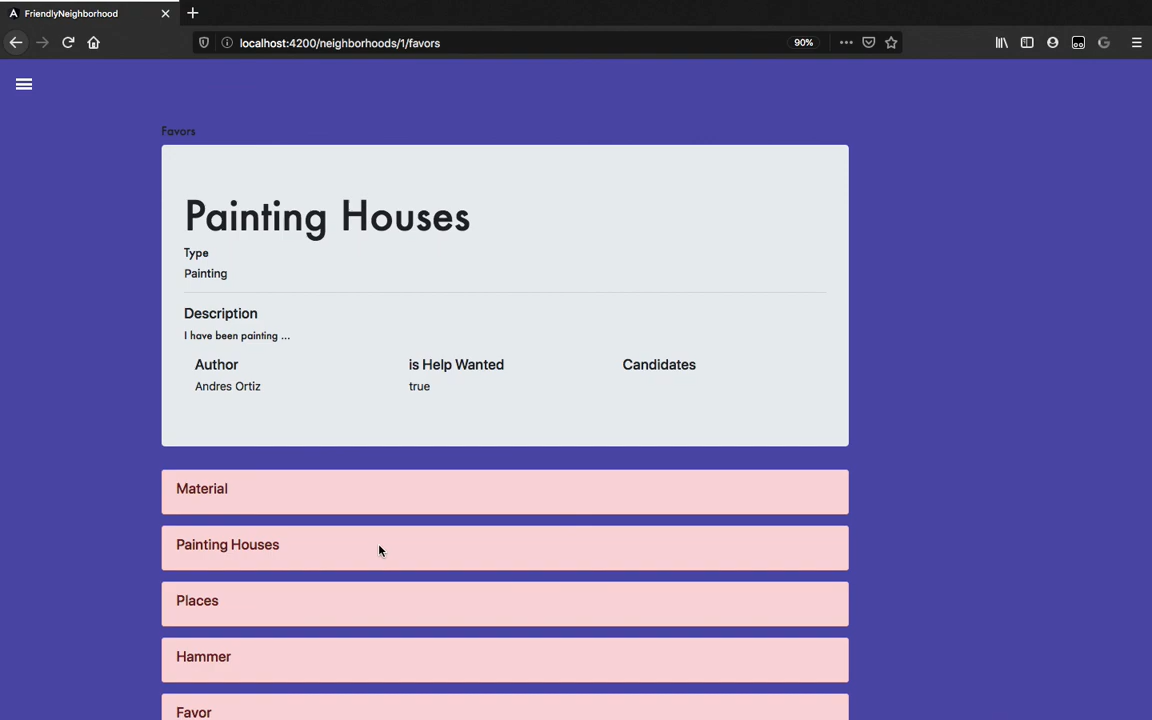 FriendlyNeighborhood
localhost:4200/neighborhoods/1/favors
90%
Favors
Painting Houses
Type
Painting
Description
I have been painting ...
Author
is Help Wanted
Candidates
Andres Ortiz
true
Material
Painting Houses
Places
Hammer
Favor